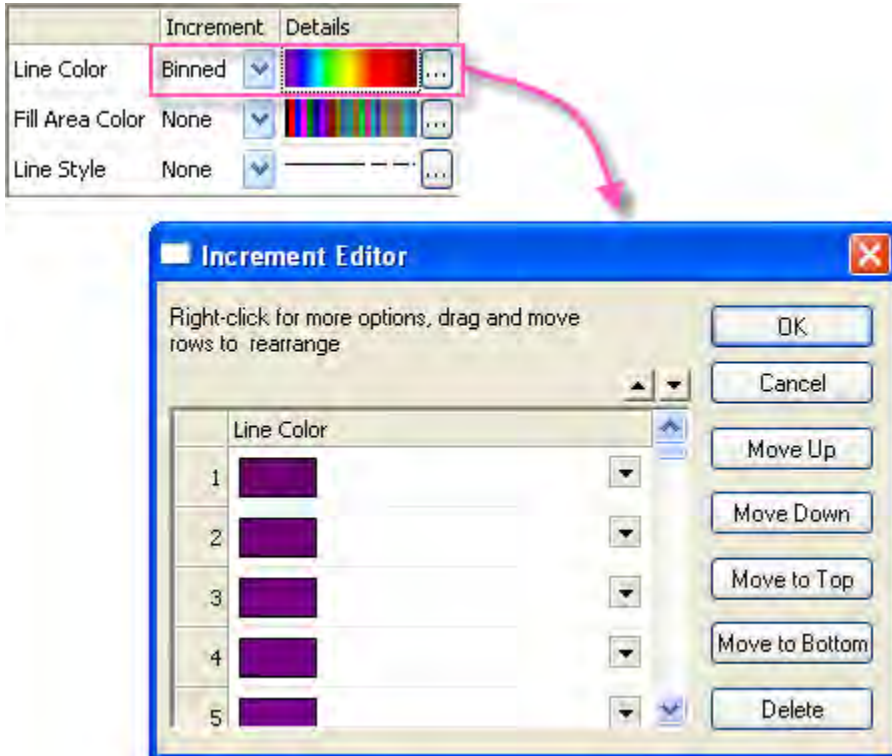 Increment Details
Line Color Binned ...
Fill Area Color None ...
Line Style None ...
Increment Editor
Right-click for more options, drag and move
rows to rearrange
OK
Cancel
Move Up
Move Down
Move to Top
Move to Bottom
Delete
Line Color
1
2
3
4
5